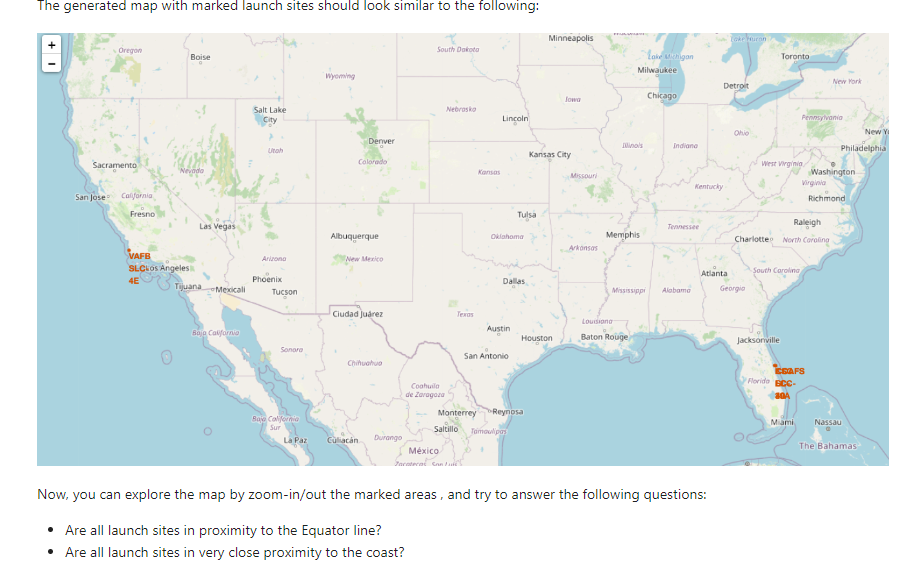 The generated map with marked launch sites should look similar to the following:
+
−
Oregon
Boise
South Dakota
Minneapolis
Lake Huron
Lake Michigan
Toronto
Milwaukee
Wyoming
Detroit
New York
Chicago
Iowa
Nebraska
Salt Lake
City
Lincoln
Pennsylvania
Ohio
New Y
Denver
Utah
Illinois
Indiana
Philadelphia
Kansas City
Colorado
Sacramento
Nevada
West Virginia
Washington
Kansas
Missouri
Virginia
Kentucky
San Jose
California
Richmond
Fresno
Tulsa
Las Vegas
Raleigh
Tennessee
Albuquerque
Oklahoma
Memphis
Charlotte
North Carolina
Arkansas
VAFB
SLC
Los Angeles
4E
Arizona
New Mexico
South Carolina
Atlanta
Phoenix
Dallas
Tijuana
Mexicali
Tucson
Mississippi
Alabama
Georgia
Ciudad Juárez
Texas
Louisiana
Austin
Baja California
Houston
Baton Rouge
Jacksonville
Sonora
San Antonio
Chihuahua
Florida
Coahuila
de Zaragoza
Monterrey
Reynosa
Baja California
Sur
Saltillo
Tamaulipas
Miami
Nassau
La Paz
Culiacán
Durango
The Bahamas
México
Zacatecas
San Luis
Now, you can explore the map by zoom-in/out the marked areas , and try to answer the following questions:
• Are all launch sites in proximity to the Equator line?
• Are all launch sites in very close proximity to the coast?